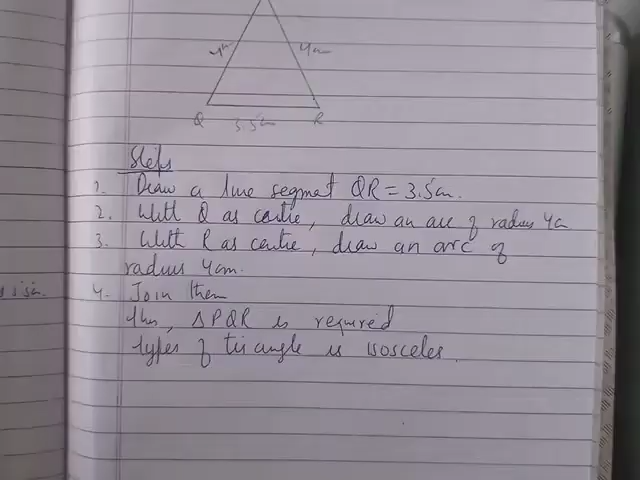 4cm 4cm
Q 3.5cm R
Steps
1. Draw a line segment QR = 3.5cm.
2. With Q as centre, draw an arc of radius 4cm
3. With R as centre, draw an arc of
radius 4cm.
4. Join them
thus, △PQR is required
types of triangle is isosceles.